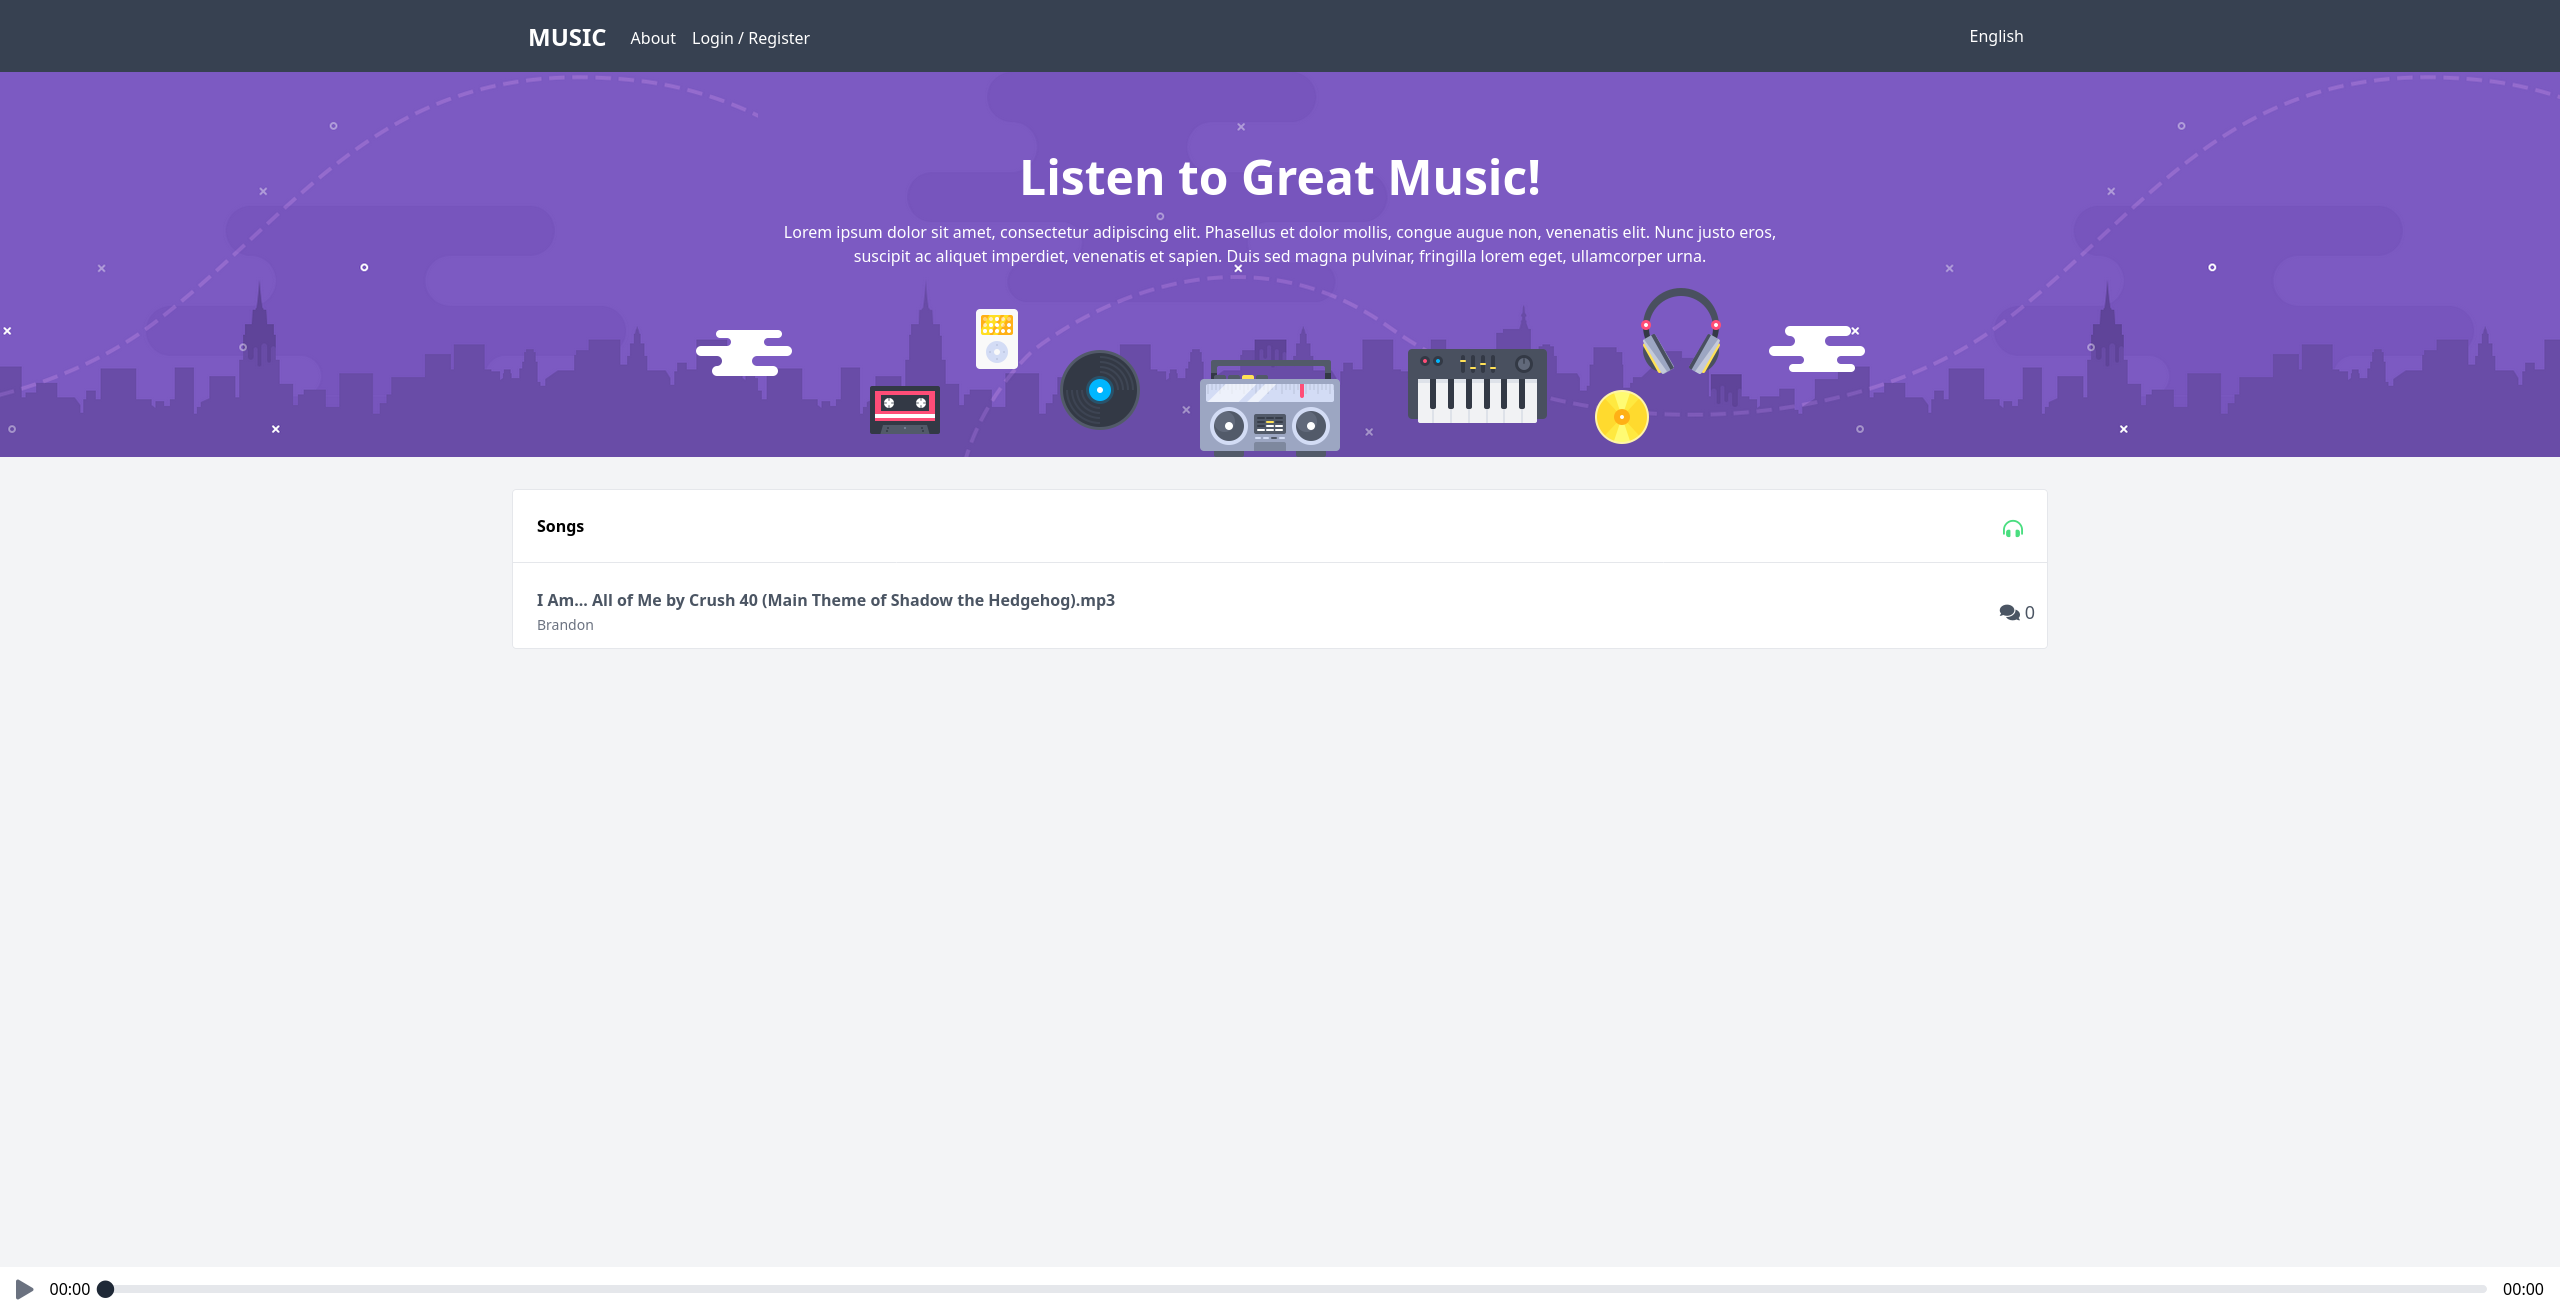 MUSIC About Login / Register English
Listen to Great Music!
Lorem ipsum dolor sit amet, consectetur adipiscing elit. Phasellus et dolor mollis, congue augue non, venenatis elit. Nunc justo eros,
suscipit ac aliquet imperdiet, venenatis et sapien. Duis sed magna pulvinar, fringilla lorem eget, ullamcorper urna.
Songs
I Am... All of Me by Crush 40 (Main Theme of Shadow the Hedgehog).mp3
Brandon
0
00:00 00:00